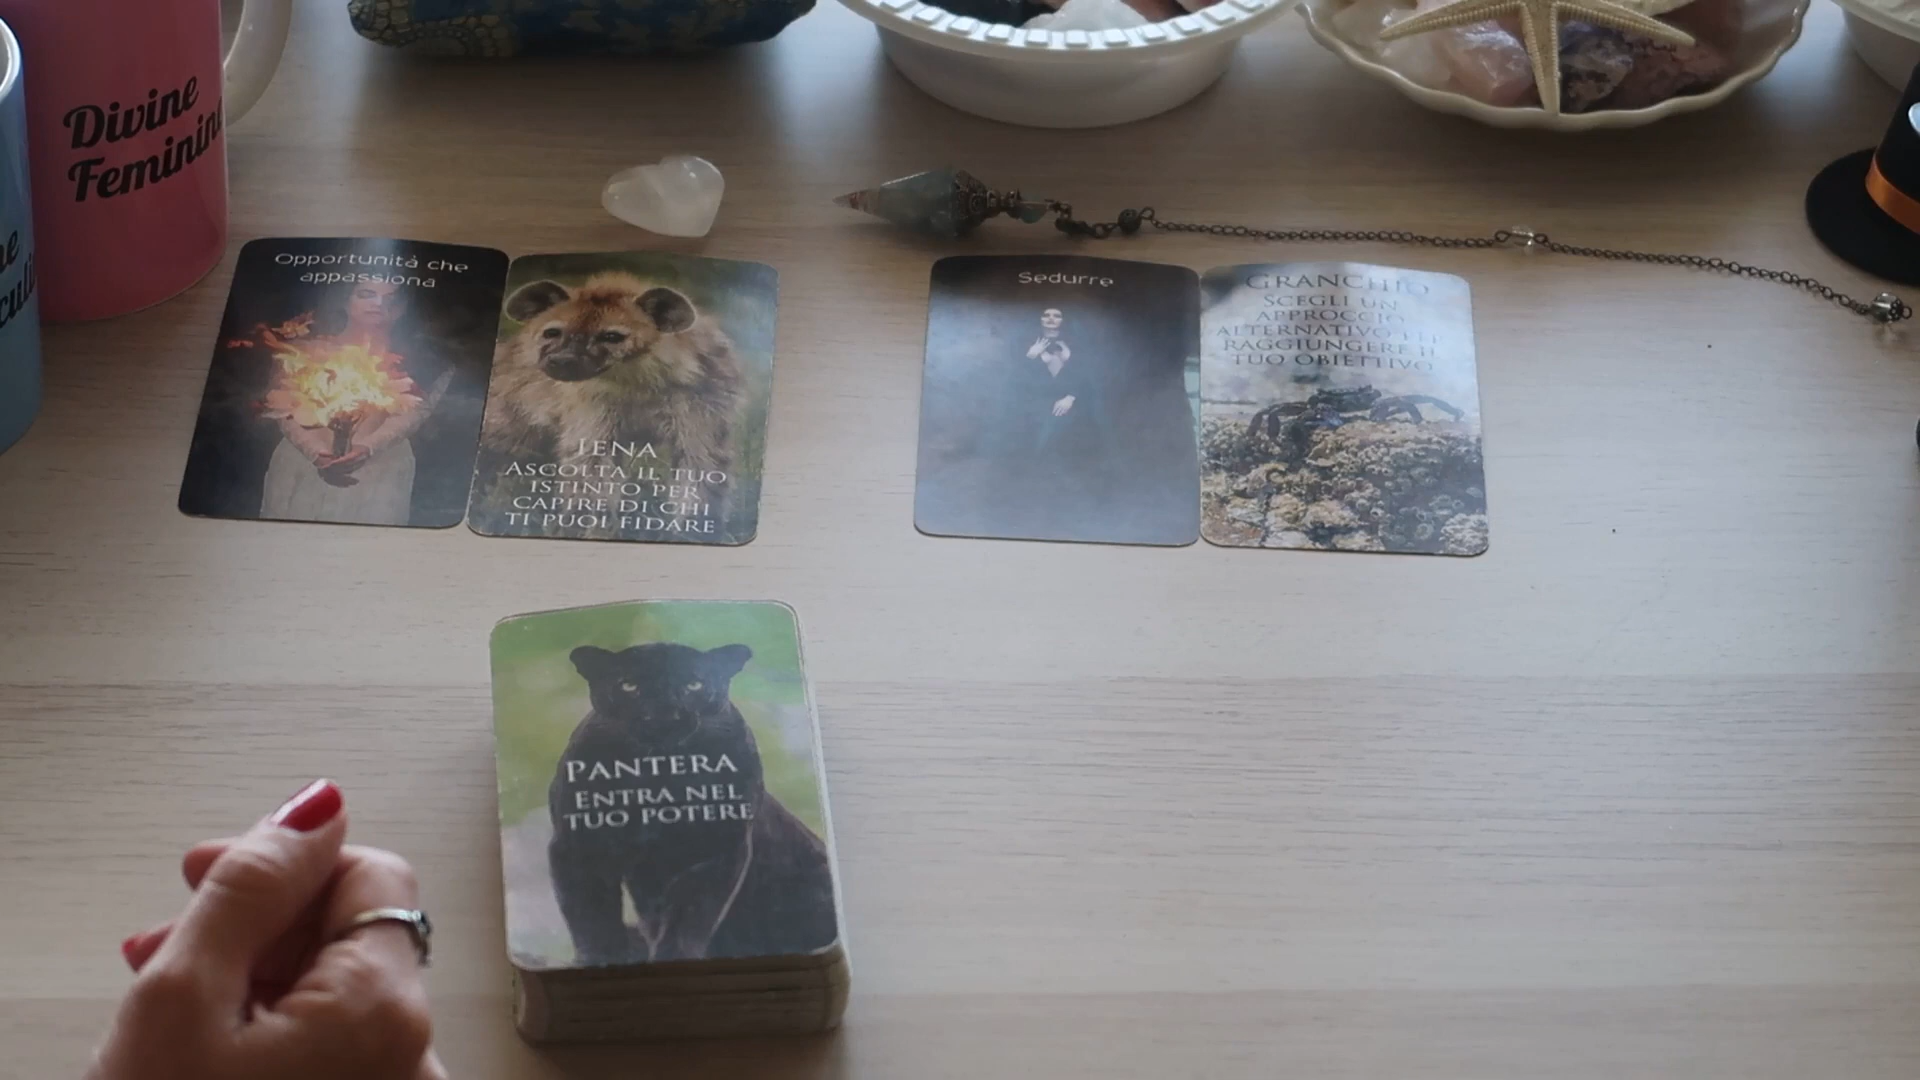 Divine
Feminine
Opportunità che
appassiona
IENA
ASCOLTA IL TUO
ISTINTO PER
CAPIRE DI CHI
TI PUOI FIDARE
Sedurre
GRANCHIO
SCEGLI UN
APPROCCIO
ALTERNATIVO PER
RAGGIUNGERE IL
TUO OBIETTIVO
PANTERA
ENTRA NEL
TUO POTERE